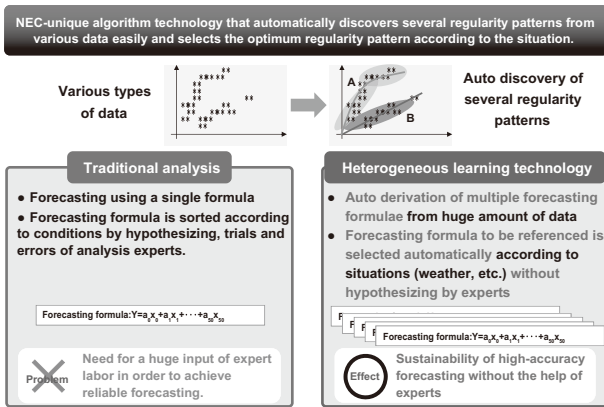 NEC-unique algorithm technology that automatically discovers several regularity patterns from
various data easily and selects the optimum regularity pattern according to the situation.
Various types
of data
A
B
Auto discovery of
several regularity
patterns
Traditional analysis
● Forecasting using a single formula
● Forecasting formula is sorted according
to conditions by hypothesizing, trials and
errors of analysis experts.
Forecasting formula:Y=a₀x₀+a₁x₁+···+a₅₀x₅₀
Problem
Need for a huge input of expert
labor in order to achieve
reliable forecasting.
Heterogeneous learning technology
● Auto derivation of multiple forecasting
formulae from huge amount of data
● Forecasting formula to be referenced is
selected automatically according to
situations (weather, etc.) without
hypothesizing by experts
F
F
F
F
Forecasting formula:Y=a₀x₀+a₁x₁+···+a₅₀x₅₀
Effect
Sustainability of high-accuracy
forecasting without the help of
experts